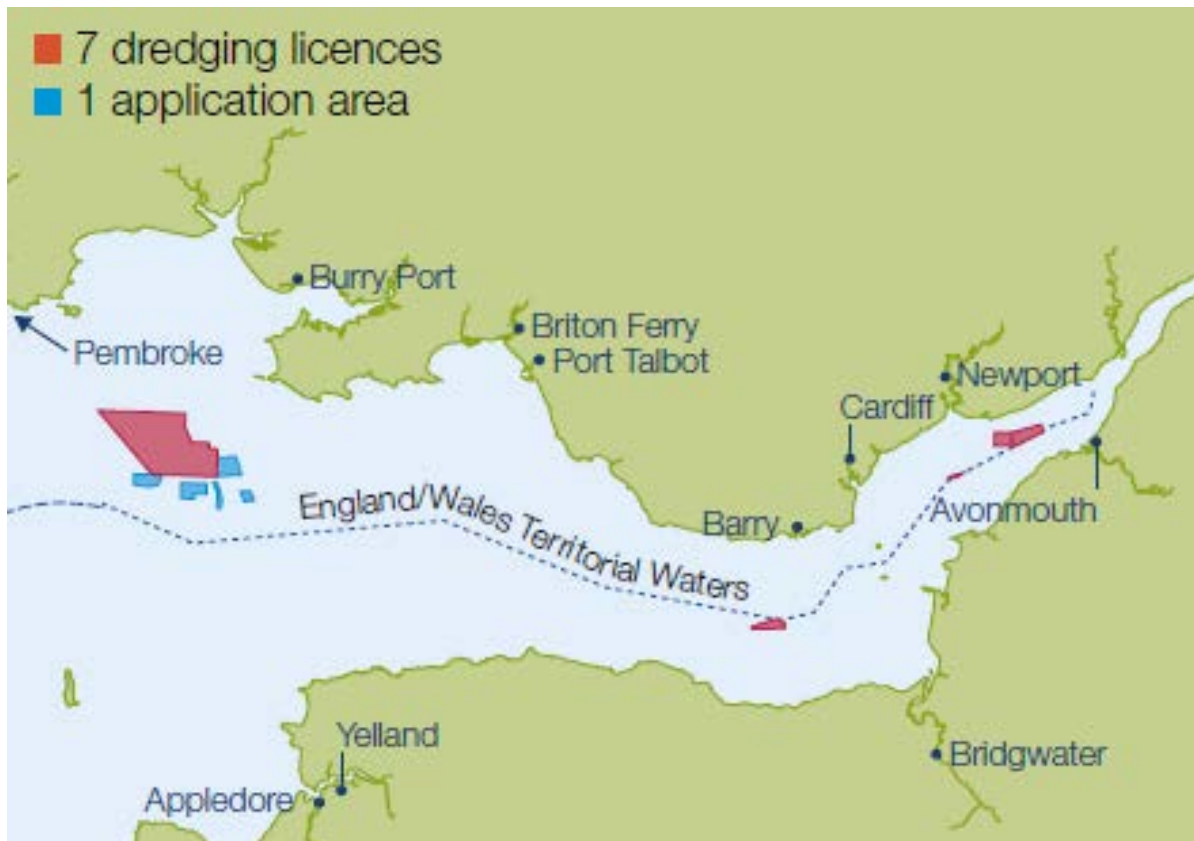 7 dredging licences
1 application area
Burry Port
Briton Ferry
Pembroke
Port Talbot
Newport
Cardiff
England/Wales Territorial Waters
Barry
Avonmouth
Yelland
Bridgwater
Appledore